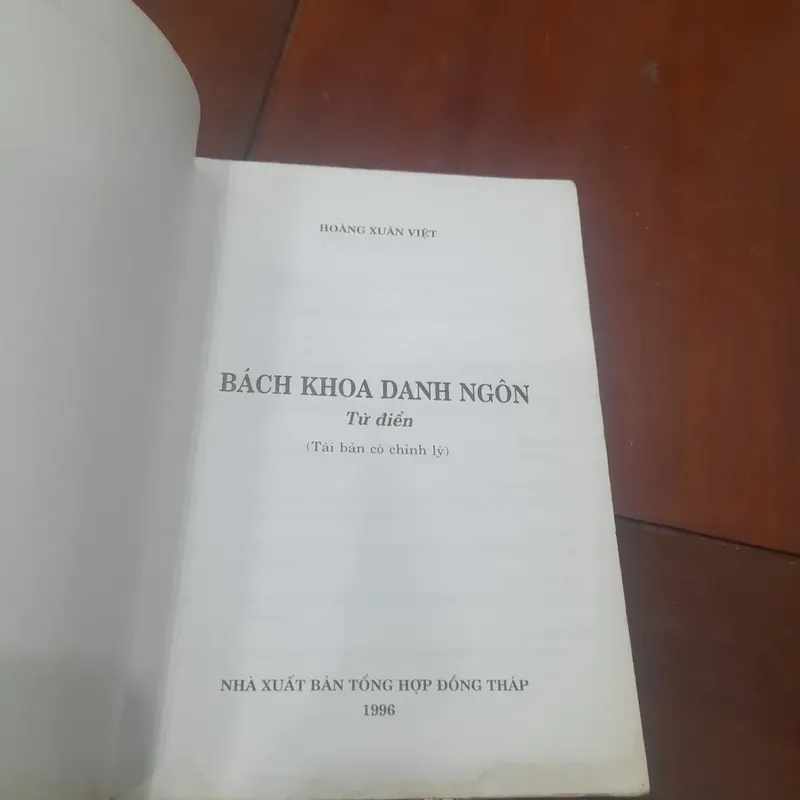 HOÀNG XUÂN VIỆT
BÁCH KHOA DANH NGÔN
Từ điển
(Tái bản có chỉnh lý)
NHÀ XUẤT BẢN TỔNG HỢP ĐỒNG THÁP
1996